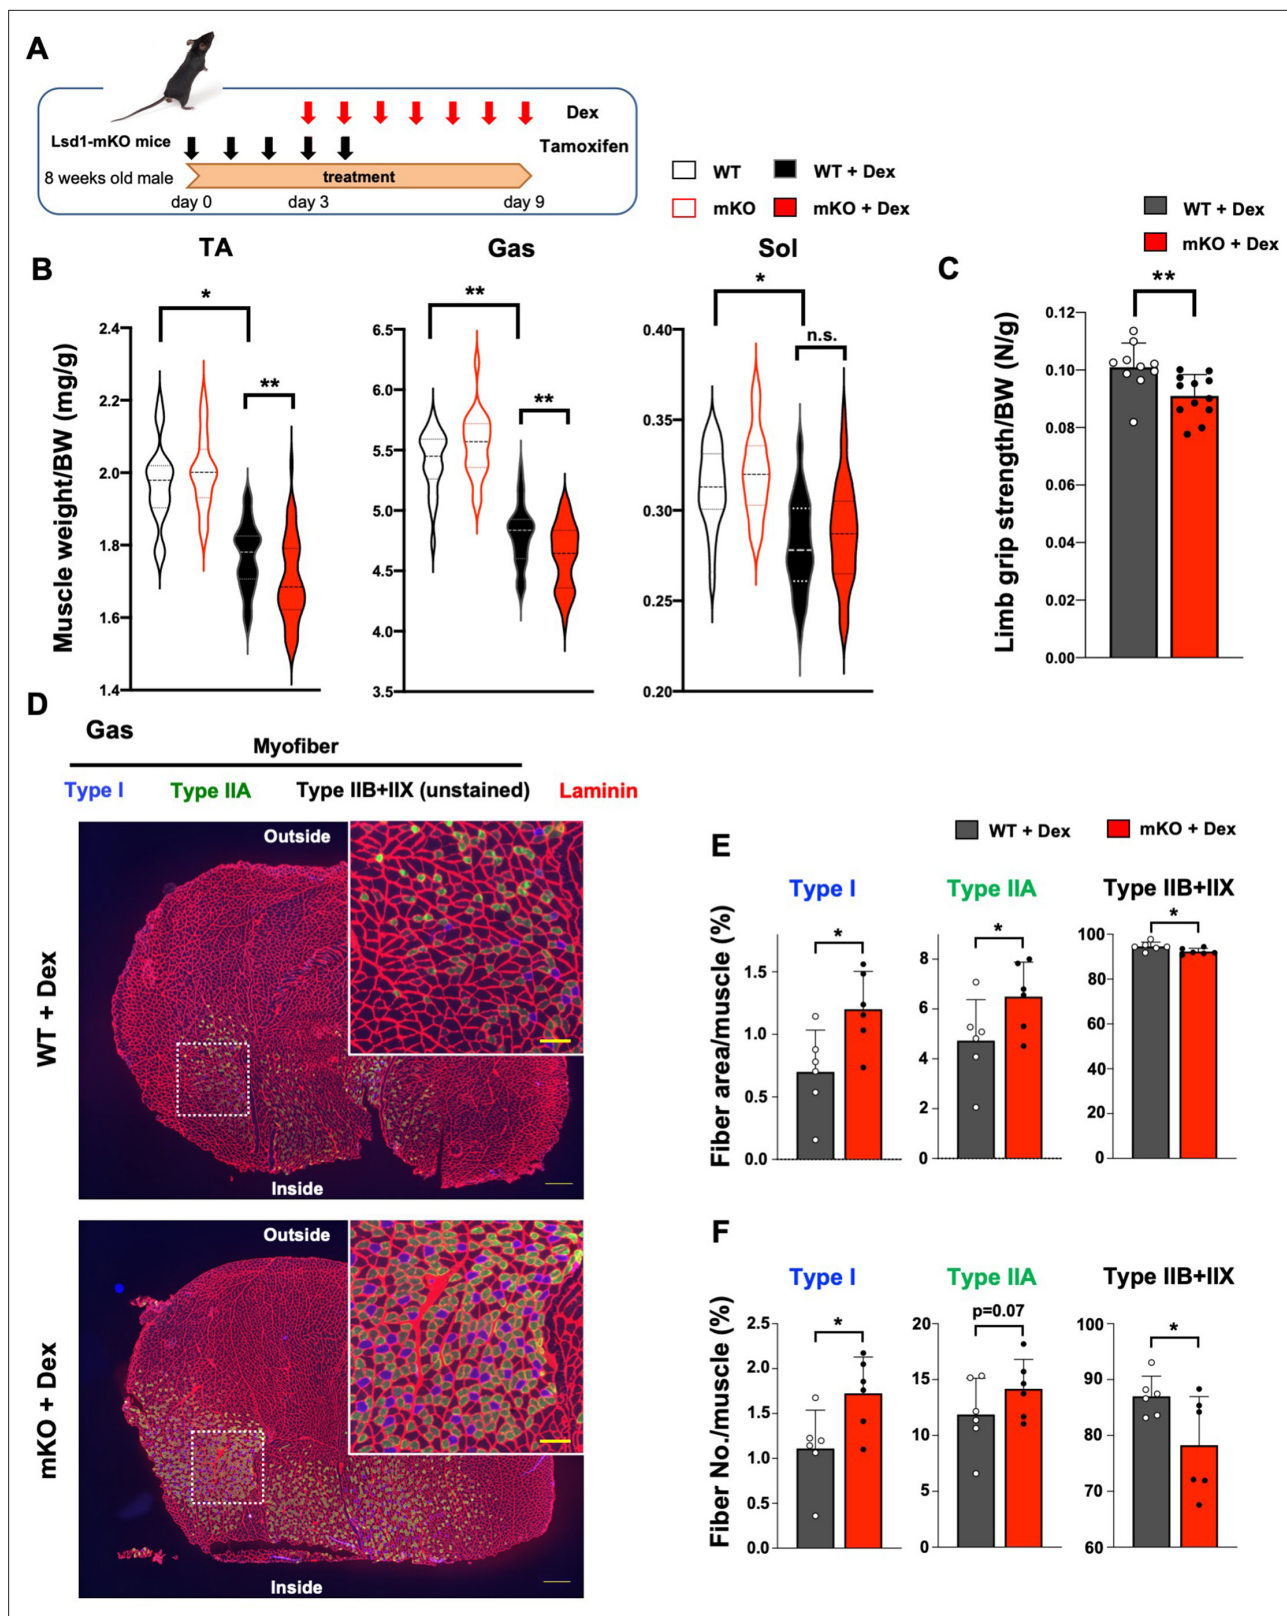 A
Dex
Lsd1-mKO mice
Tamoxifen
8 weeks old male
treatment
day 0
day 3
day 9
WT
WT + Dex
mKO
mKO + Dex
B
TA
Gas
Sol
Muscle weight/BW (mg/g)
*
**
2.4
2.2
2.0
1.8
1.6
1.4
**
**
6.5
6.0
5.5
5.0
4.5
4.0
3.5
*
n.s.
0.40
0.35
0.30
0.25
0.20
C
WT + Dex
mKO + Dex
Limb grip strength/BW (N/g)
**
0.12
0.10
0.08
0.06
0.04
0.02
0.00
D
Gas
Myofiber
Type I
Type IIA
Type IIB+IIX (unstained)
Laminin
WT + Dex
Outside
Inside
mKO + Dex
Outside
Inside
E
WT + Dex
mKO + Dex
Fiber area/muscle (%)
Type I
*
1.5
1.0
0.5
0.0
Type IIA
*
8
6
4
2
0
Type IIB+IIX
*
100
80
60
40
20
0
F
Fiber No./muscle (%)
Type I
*
2.5
2.0
1.5
1.0
0.5
0.0
Type IIA
p=0.07
20
15
10
5
0
Type IIB+IIX
*
100
90
80
70
60